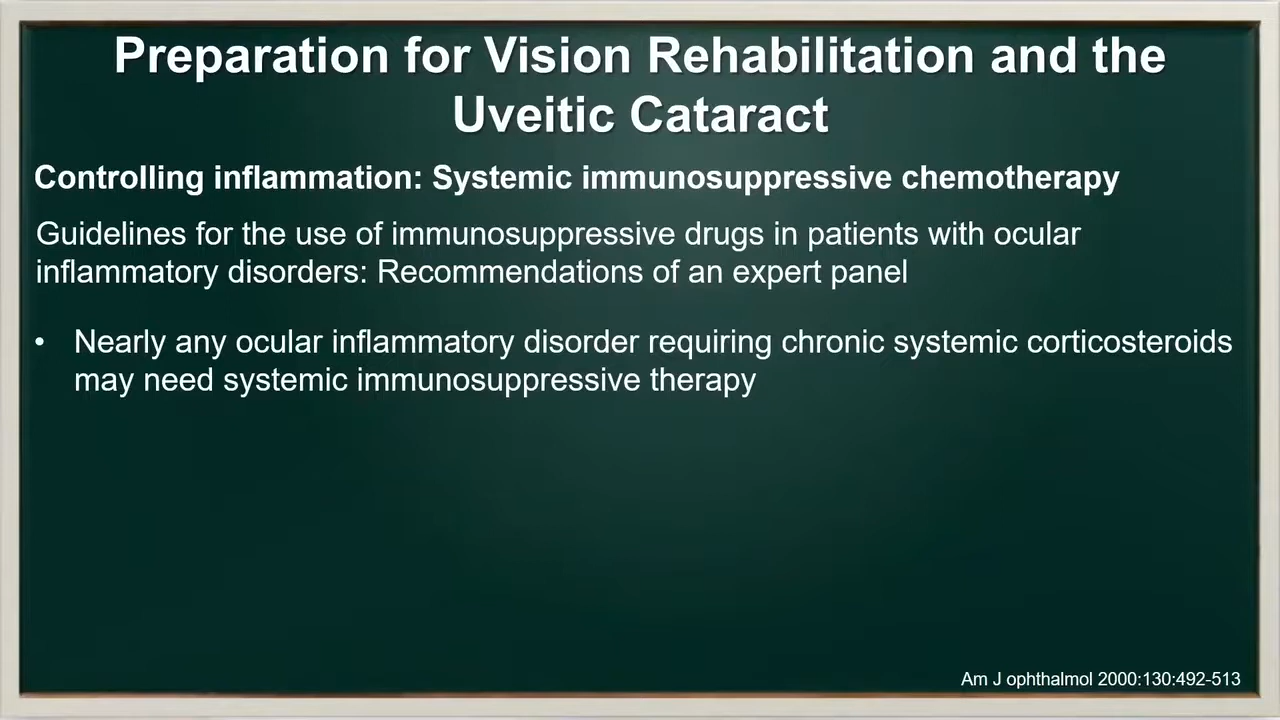 Preparation for Vision Rehabilitation and the
Uveitic Cataract
Controlling inflammation: Systemic immunosuppressive chemotherapy
Guidelines for the use of immunosuppressive drugs in patients with ocular
inflammatory disorders: Recommendations of an expert panel
• Nearly any ocular inflammatory disorder requiring chronic systemic corticosteroids
may need systemic immunosuppressive therapy
Am J ophthalmol 2000:130:492-513